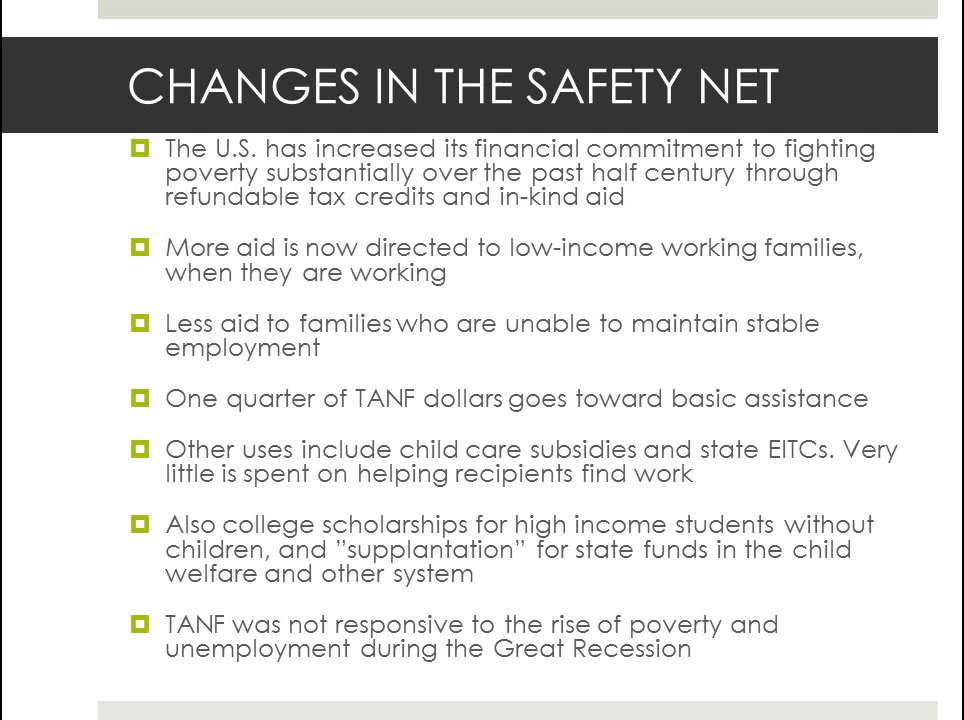 CHANGES IN THE SAFETY NET
The U.S. has increased its financial commitment to fighting
poverty substantially over the past half century through
refundable tax credits and in-kind aid
More aid is now directed to low-income working families,
when they are working
Less aid to families who are unable to maintain stable
employment
One quarter of TANF dollars goes toward basic assistance
Other uses include child care subsidies and state EITCs. Very
little is spent on helping recipients find work
Also college scholarships for high income students without
children, and ”supplantation” for state funds in the child
welfare and other system
TANF was not responsive to the rise of poverty and
unemployment during the Great Recession